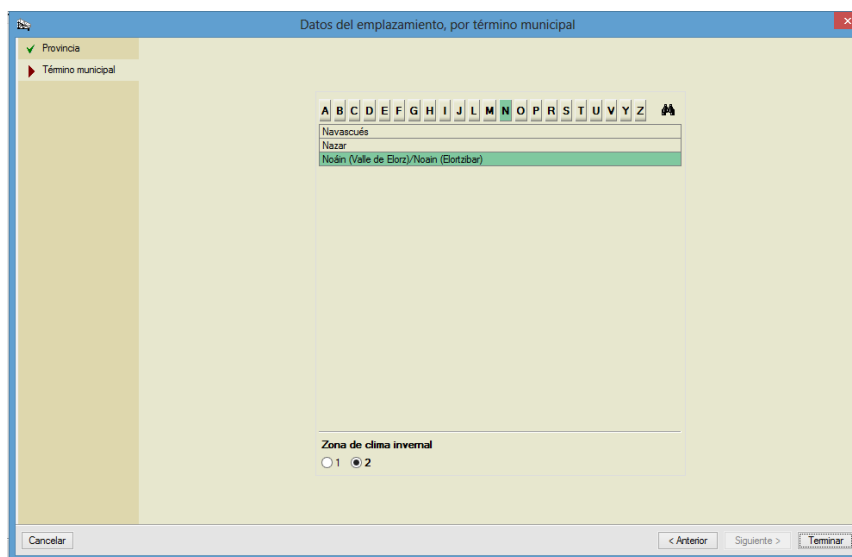 Datos del emplazamiento, por término municipal
Provincia
Término municipal
A B C D E F G H I J L M N O P R S T U V Y Z
Navascués
Nazar
Noáin (Valle de Elorz)/Noain (Elortzibar)
Zona de clima invernal
1 2
Cancelar < Anterior Siguiente > Terminar